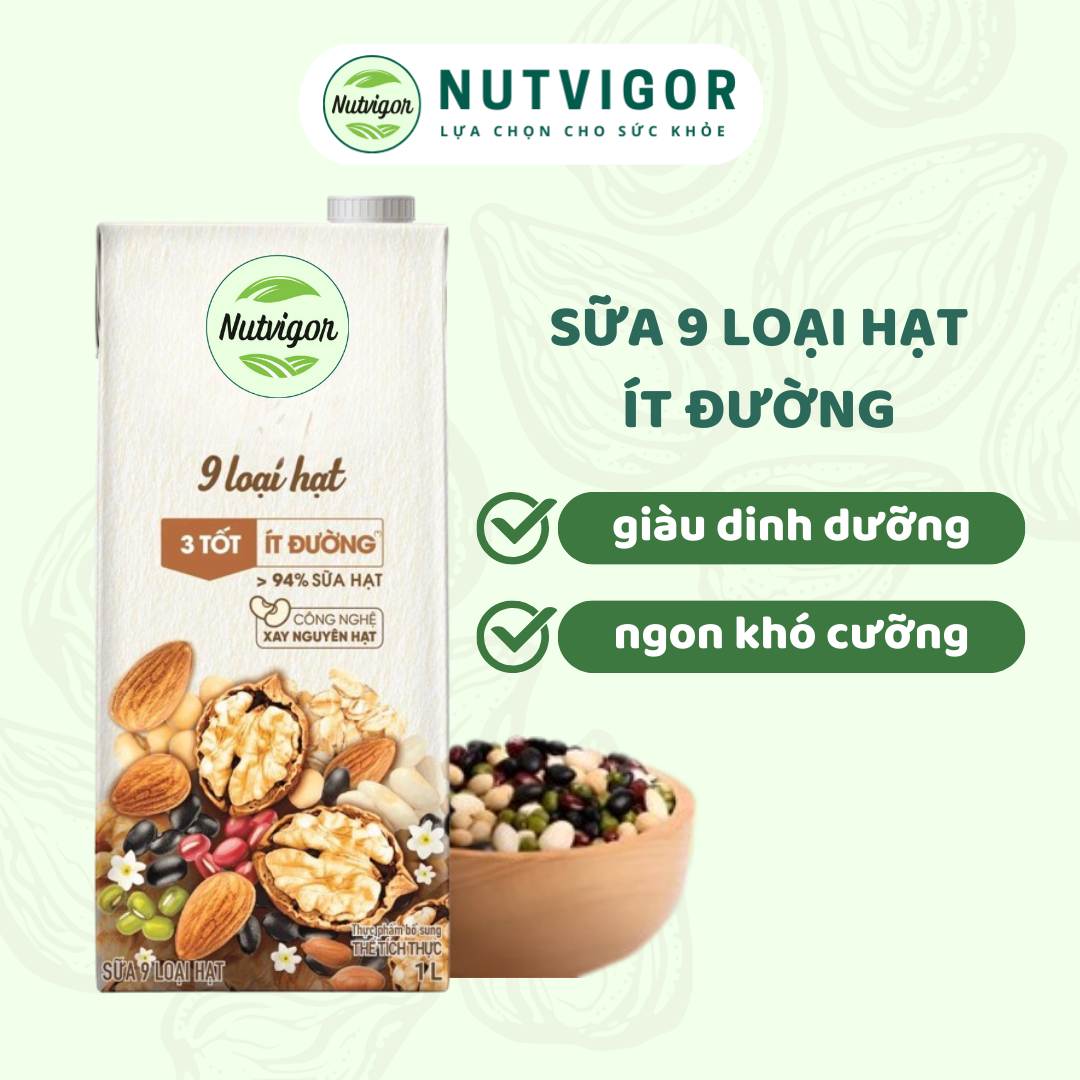 Nutvigor
NUTVIGOR
LỰA CHỌN CHO SỨC KHỎE
Nutvigor
9 loại hạt
3 TỐT ÍT ĐƯỜNG
> 94% SỮA HẠT
CÔNG NGHỆ
XAY NGUYÊN HẠT
Thực phẩm bổ sung
THỂ TÍCH THỰC
SỮA 9 LOẠI HẠT 1 L
SỮA 9 LOẠI HẠT
ÍT ĐƯỜNG
giàu dinh dưỡng
ngon khó cưỡng